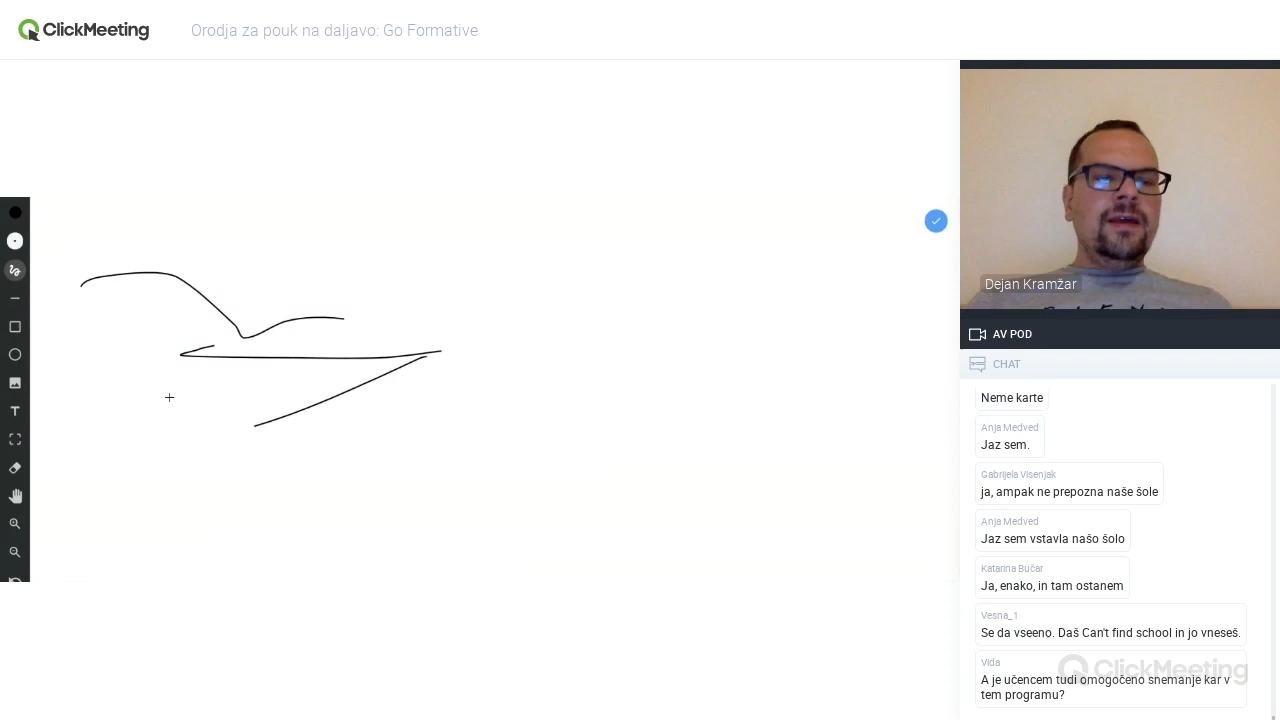 ClickMeeting
Orodja za pouk na daljavo: Go Formative
Dejan Kramžar
AV POD
CHAT
Neme karte
Anja Medved
Jaz sem.
Gabrijela Visenjak
ja, ampak ne prepozna naše šole
Anja Medved
Jaz sem vstavla našo šolo
Katarina Bučar
Ja, enako, in tam ostanem
Vesna_1
Se da vseeno. Daš Can't find school in jo vneseš.
Vida
A je učencem tudi omogočeno snemanje kar v
tem programu?
ClickMeeting